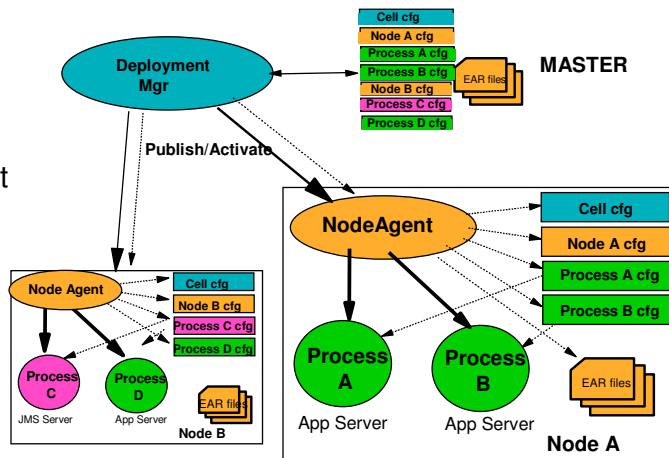 Cell cfg
Node A cfg
Process A cfg
Process B cfg
Node B cfg
Process C cfg
Process D cfg
EAR files
MASTER
Deployment
Mgr
Publish/Activate
t
NodeAgent
Cell cfg
Node A cfg
Process A cfg
Process B cfg
Process
A
Process
B
App Server
App Server
EAR files
Node A
Node Agent
Cell cfg
Node B cfg
Process C cfg
Process D cfg
Process
C
Process
D
JMS Server
App Server
EAR files
Node B